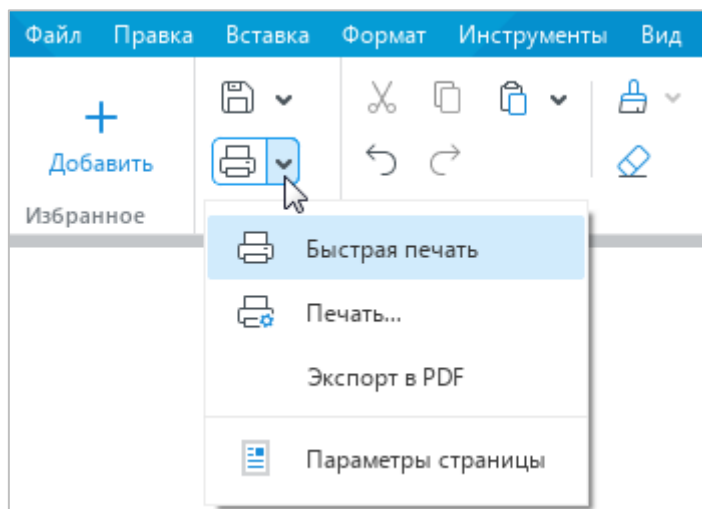 Файл Правка Вставка Формат Инструменты Вид
Добавить
Избранное
Быстрая печать
Печать...
Экспорт в PDF
Параметры страницы